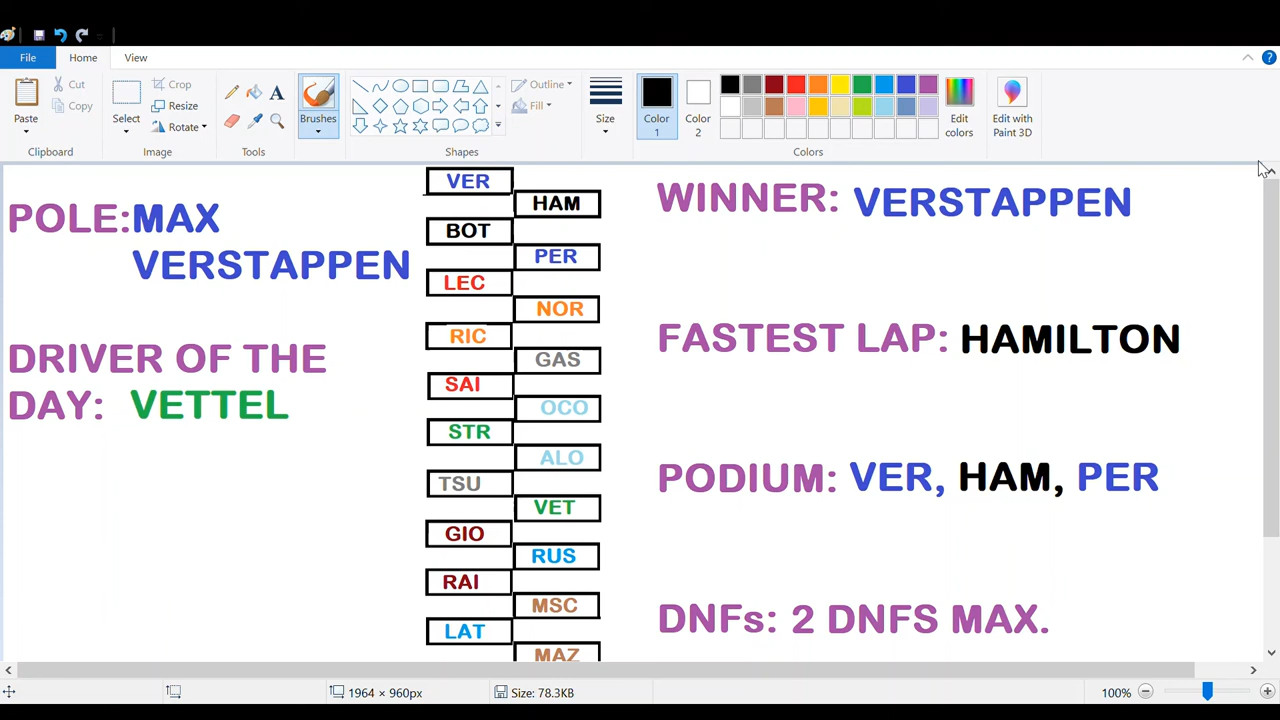 File
Home
View
Paste
Cut
Copy
Clipboard
Select
Crop
Resize
Rotate
Image
A
Tools
Brushes
Outline
Fill
Shapes
Size
Color
1
Color
2
Edit
colors
Edit with
Paint 3D
Colors
POLE:MAX
VERSTAPPEN
DRIVER OF THE
DAY: VETTEL
VER
HAM
BOT
PER
LEC
NOR
RIC
GAS
SAI
OCO
STR
ALO
TSU
VET
GIO
RUS
RAI
MSC
LAT
MAZ
WINNER: VERSTAPPEN
FASTEST LAP: HAMILTON
PODIUM: VER, HAM, PER
DNFs: 2 DNFS MAX.
1964 × 960px
Size: 78.3KB
100%